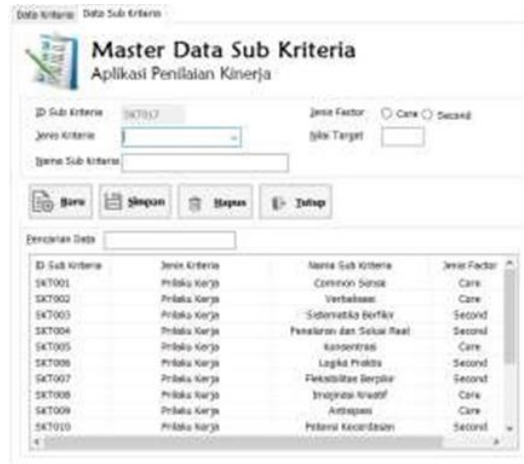 Data Kriteria Data Sub Kriteria
Master Data Sub Kriteria
Aplikasi Penilaian Kinerja
ID Sub Kriteria SKT017 Jenis Factor Core Second
Jenis Kriteria Nilai Target
Nama Sub Kriteria
Baru Simpan Hapus Tutup
Pencarian Data
ID Sub Kriteria Jenis Kriteria Nama Sub Kriteria Jenis Factor
SKT001 Prilaku Kerja Common Sense Core
SKT002 Prilaku Kerja Verbalisasi Core
SKT003 Prilaku Kerja Sistematika Berfikir Second
SKT004 Prilaku Kerja Penalaran dan Solusi Real Second
SKT005 Prilaku Kerja Konsentrasi Core
SKT006 Prilaku Kerja Logika Praktis Second
SKT007 Prilaku Kerja Fleksibilitas Berpikir Second
SKT008 Prilaku Kerja Imajinasi Kreatif Core
SKT009 Prilaku Kerja Antisipasi Core
SKT010 Prilaku Kerja Potensi Kecerdasan Second